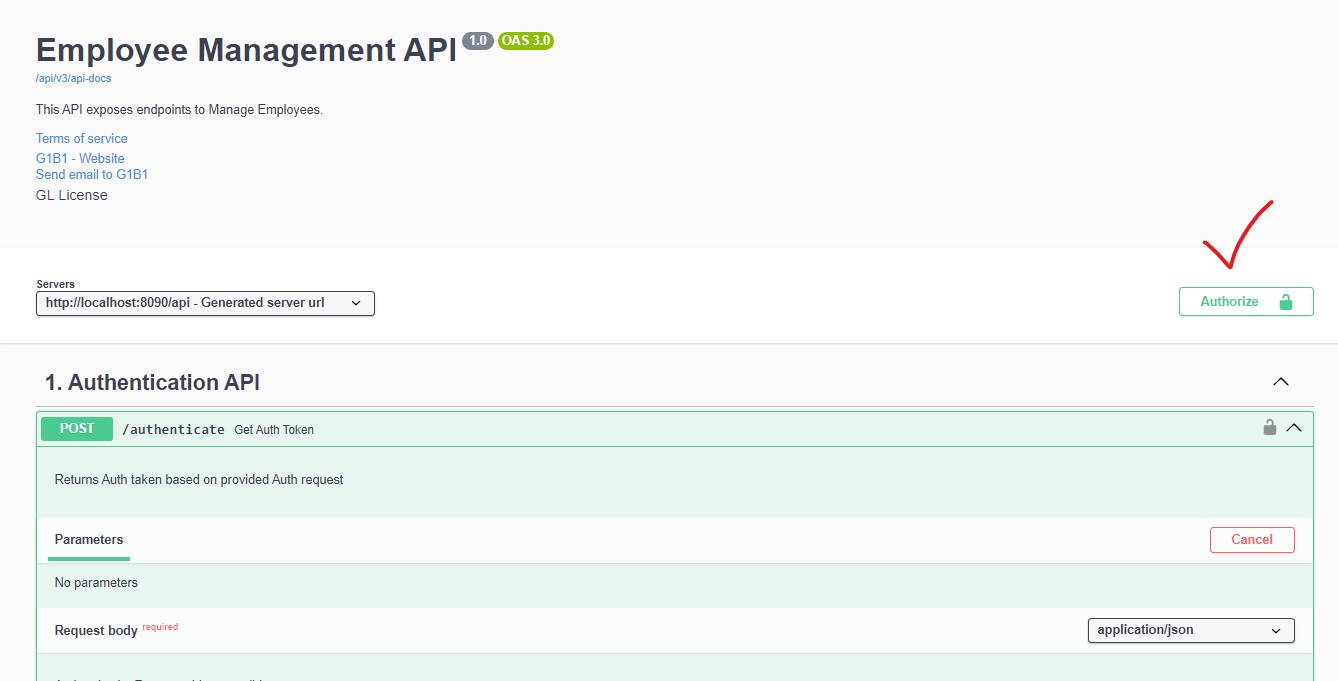 Employee Management API 1.0 OAS 3.0
/api/v3/api-docs
This API exposes endpoints to Manage Employees.
Terms of service
G1B1 - Website
Send email to G1B1
GL License
Servers
http://localhost:8090/api - Generated server url
Authorize
1. Authentication API
POST /authenticate Get Auth Token
Returns Auth taken based on provided Auth request
Parameters
Cancel
No parameters
Request body required
application/json